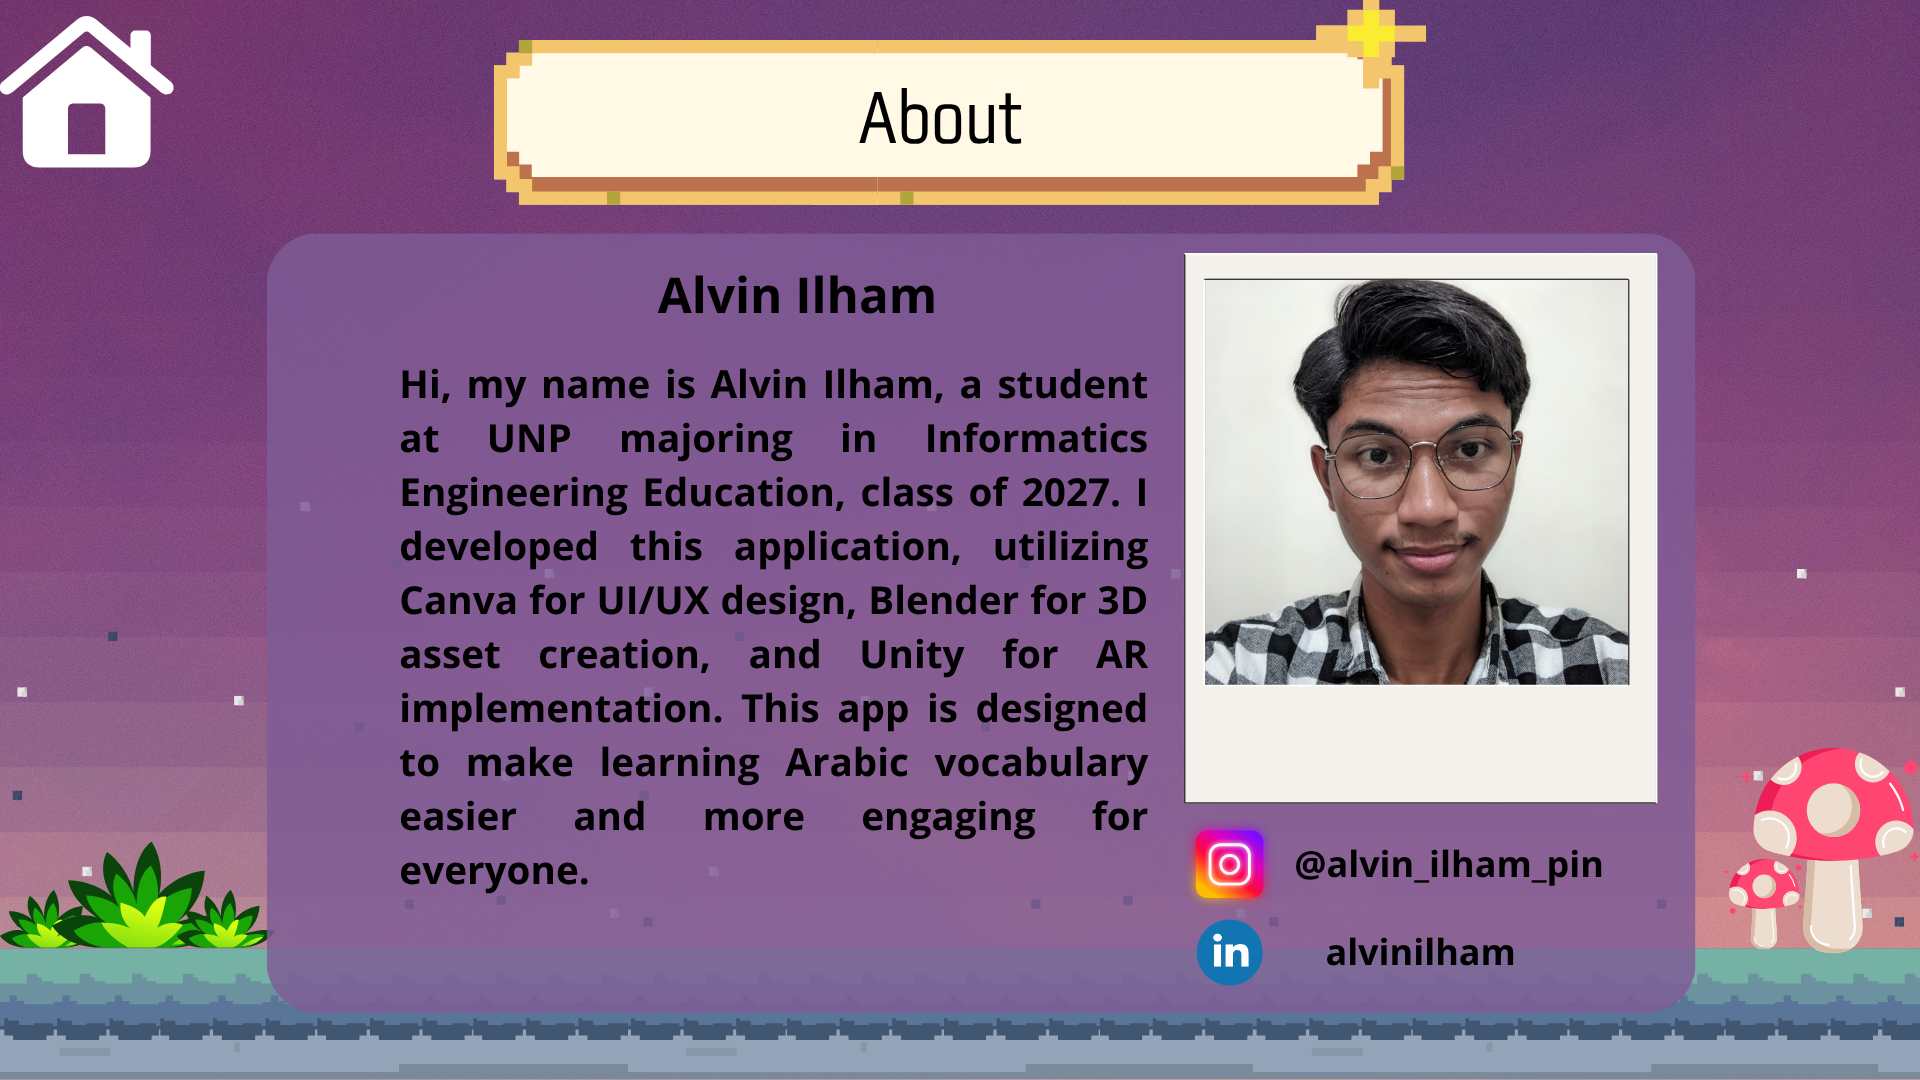 About
Alvin Ilham
Hi, my name is Alvin Ilham, a student
at UNP majoring in Informatics
Engineering Education, class of 2027. I
developed this application, utilizing
Canva for UI/UX design, Blender for 3D
asset creation, and Unity for AR
implementation. This app is designed
to make learning Arabic vocabulary
easier and more engaging for
everyone.
@alvin_ilham_pin
in
alvinilham